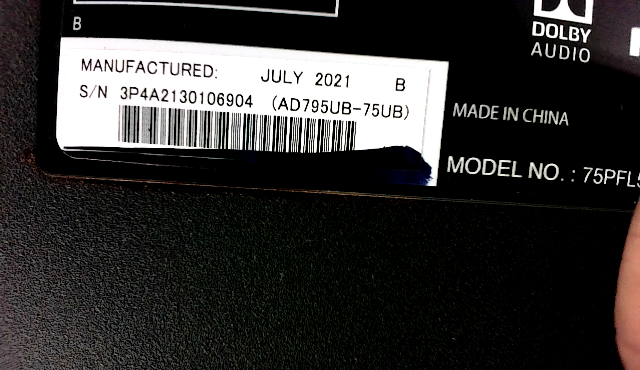 B
DOLBY
AUDIO
MANUFACTURED: JULY 2021 B
S/N 3P4A2130106904 (AD795UB-75UB)
MADE IN CHINA
MODEL NO. : 75PFL5